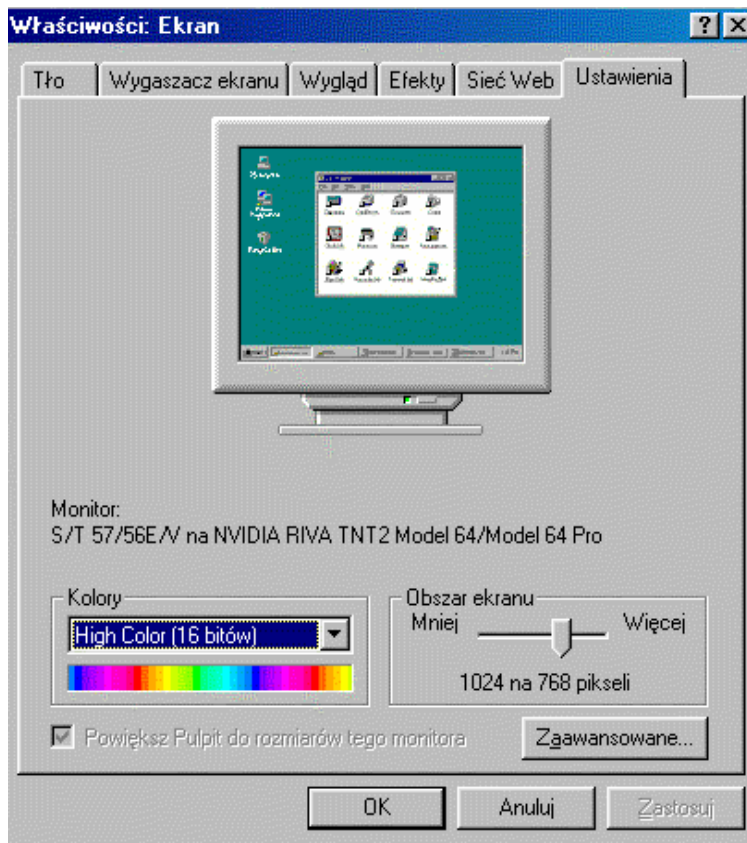 Właściwości: Ekran
Tło Wygaszacz ekranu Wygląd Efekty Sieć Web Ustawienia
Monitor:
S/T 57/56E/V na NVIDIA RIVA TNT2 Model 64/Model 64 Pro
Kolory
High Color (16 bitów)
Obszar ekranu
Mniej Więcej
1024 na 768 pikseli
Powiększ Pulpit do rozmiarów tego monitora
Zaawansowane...
OK Anuluj Zastosuj